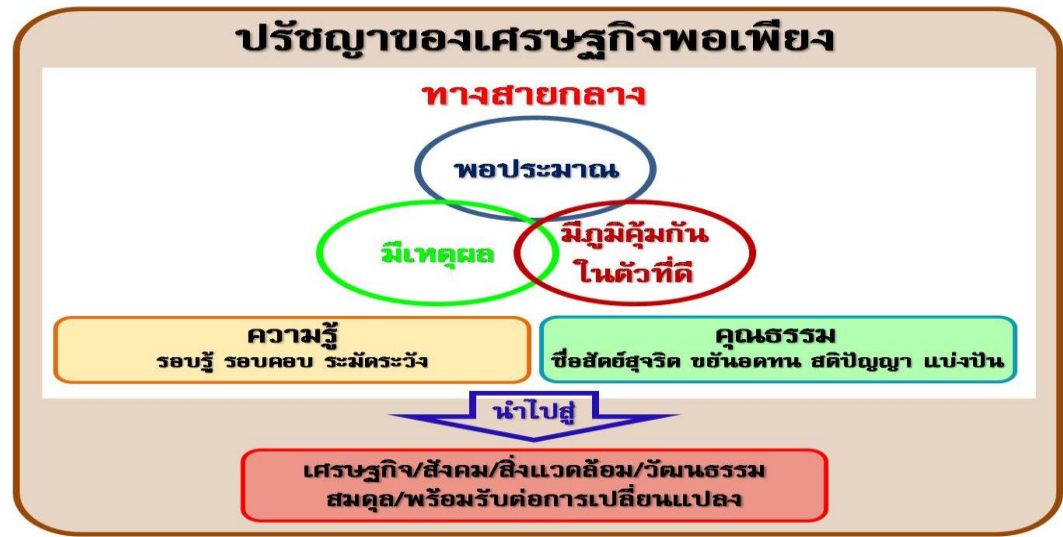 ปรัชญาของเศรษฐกิจพอเพียง
ทางสายกลาง
พอประมาณ
มีเหตุผล
มีภูมิคุ้มกัน
ในตัวที่ดี
ความรู้
รอบรู้ รอบคอบ ระมัดระวัง
คุณธรรม
ซื่อสัตย์สุจริต ขยันอดทน สติปัญญา แบ่งปัน
นำไปสู่
เศรษฐกิจ/สังคม/สิ่งแวดล้อม/วัฒนธรรม
สมดุล/พร้อมรับต่อการเปลี่ยนแปลง